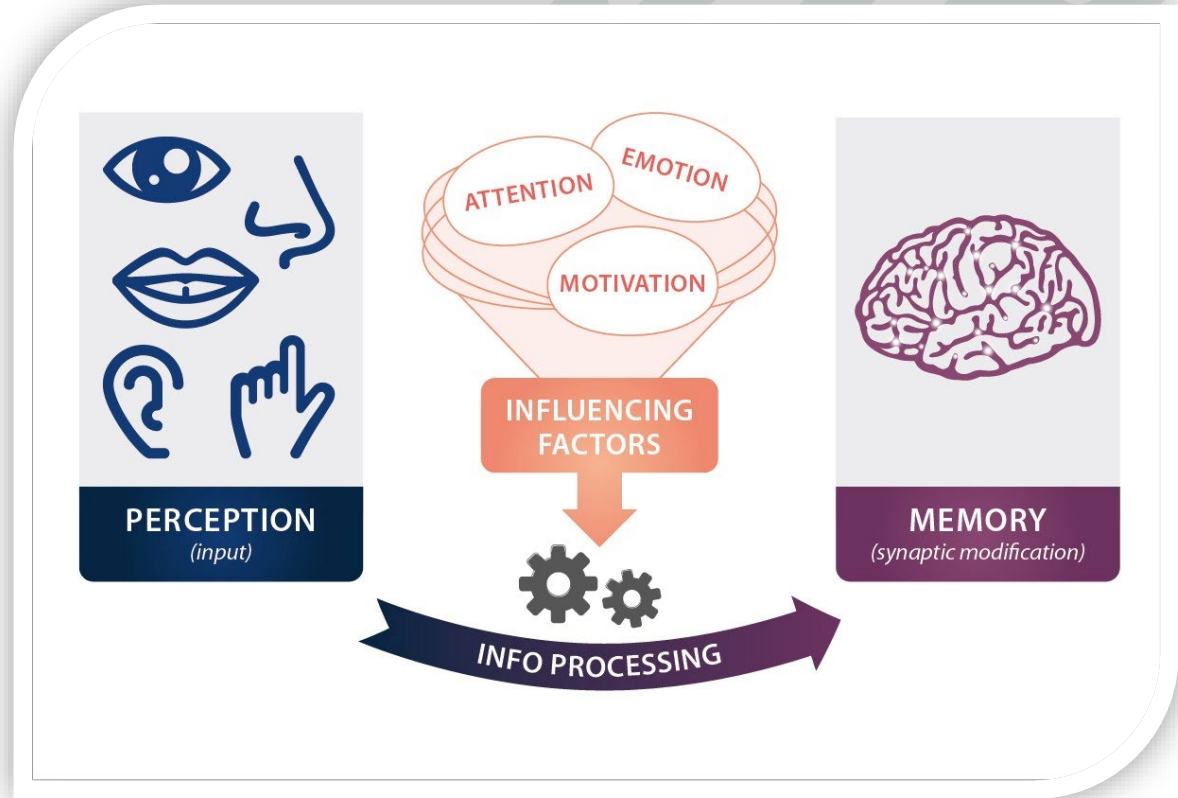 ATTENTION
EMOTION
MOTIVATION
INFLUENCING
FACTORS
PERCEPTION
(input)
MEMORY
(synaptic modification)
INFO PROCESSING